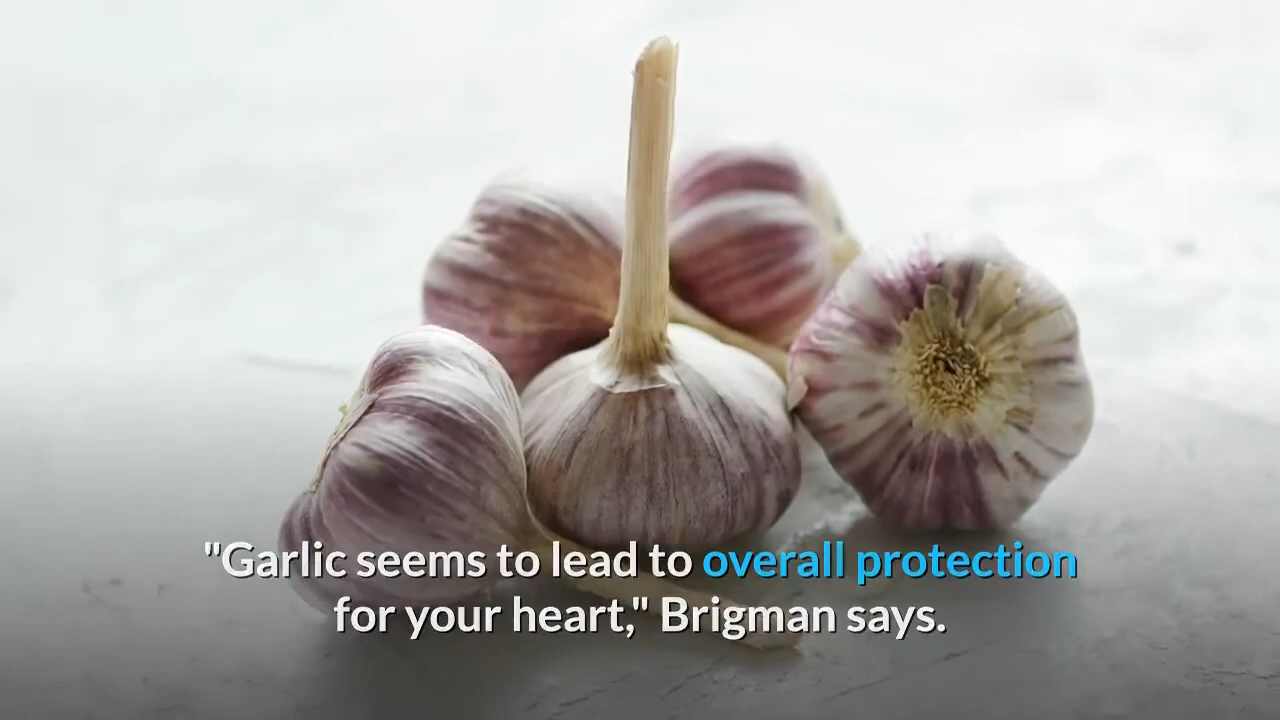 "Garlic seems to lead to overall protection
for your heart," Brigman says.